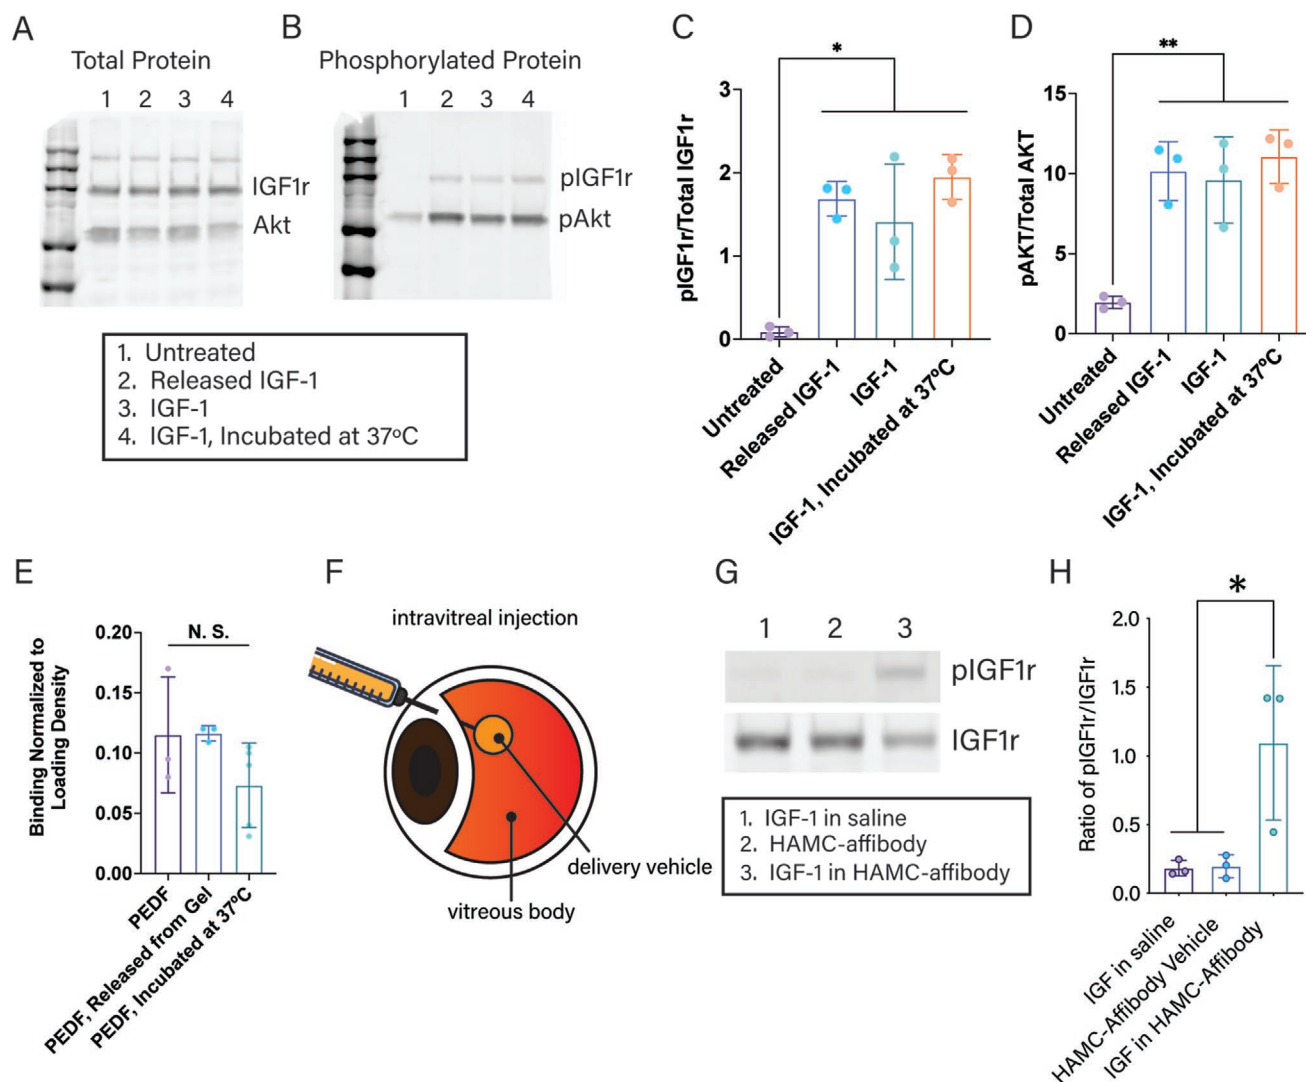 A
Total Protein
1 2 3 4
IGF1r
Akt
B
Phosphorylated Protein
1 2 3 4
pIGF1r
pAkt
1. Untreated
2. Released IGF-1
3. IGF-1
4. IGF-1, Incubated at 37ºC
C
*
pIGF1r/Total IGF1r
3
2
1
0
Untreated
Released IGF-1
IGF-1
IGF-1, Incubated at 37ºC
D
**
pAKT/Total AKT
15
10
5
0
Untreated
Released IGF-1
IGF-1
IGF-1, Incubated at 37ºC
E
Binding Normalized to
Loading Density
N. S.
0.20
0.15
0.10
0.05
0.00
PEDF
PEDF, Released from Gel
PEDF, Incubated at 37ºC
F
intravitreal injection
delivery vehicle
vitreous body
G
1 2 3
pIGF1r
IGF1r
1. IGF-1 in saline
2. HAMC-affibody
3. IGF-1 in HAMC-affibody
H
*
Ratio of pIGF1r/IGF1r
2.0
1.5
1.0
0.5
0.0
IGF in saline
HAMC-Affibody Vehicle
IGF in HAMC-Affibody